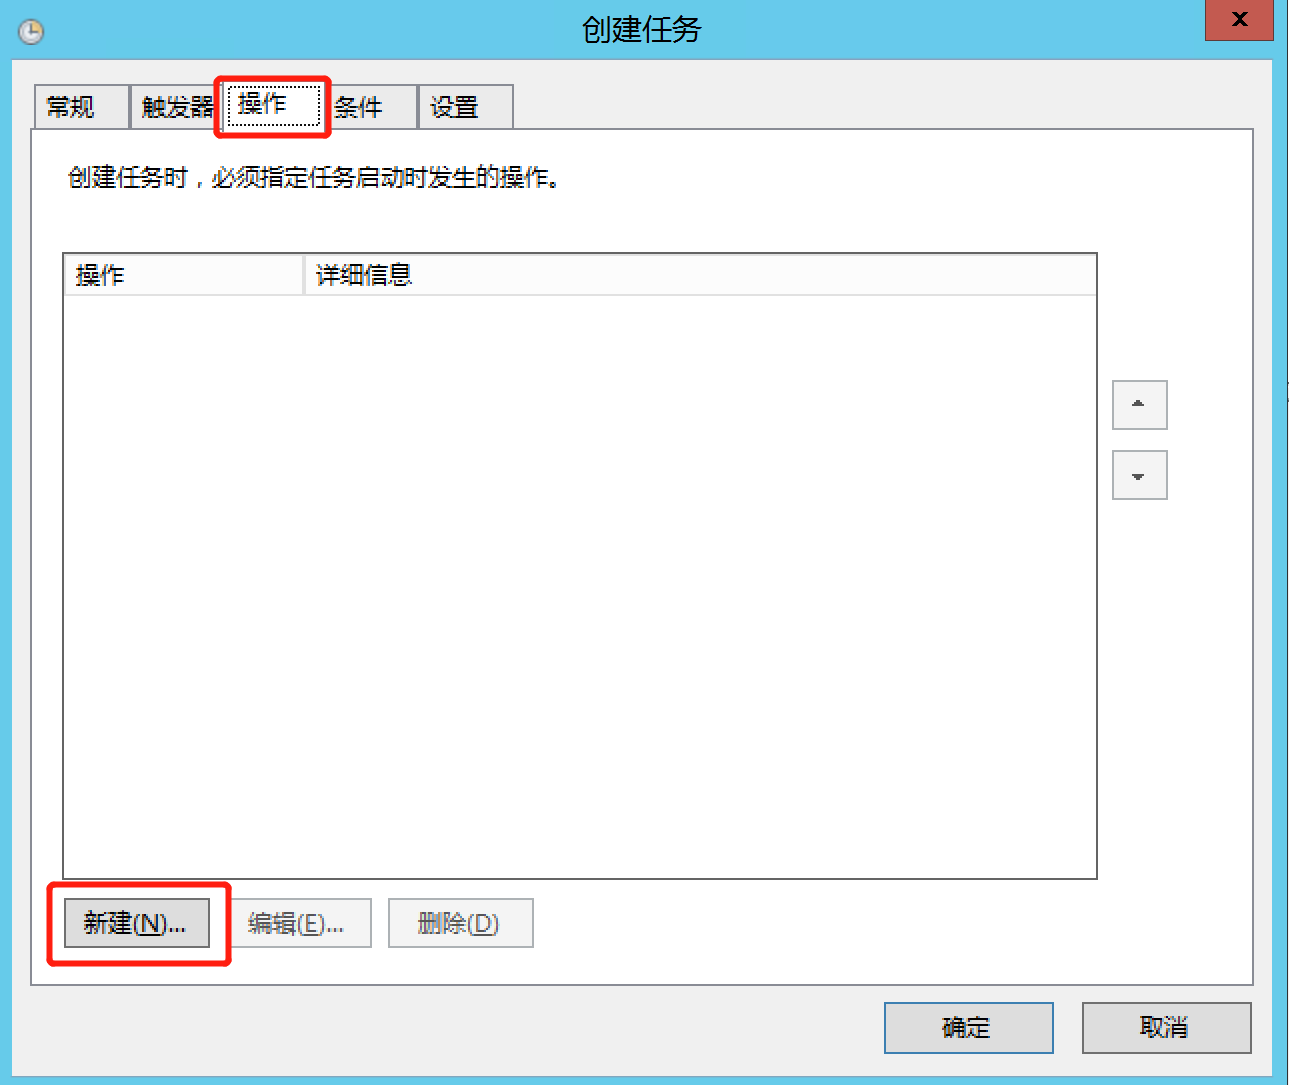 创建任务
x
常规 触发器 操作 条件 设置
创建任务时，必须指定任务启动时发生的操作。
操作 详细信息
新建(N)... 编辑(E)... 删除(D)
确定 取消